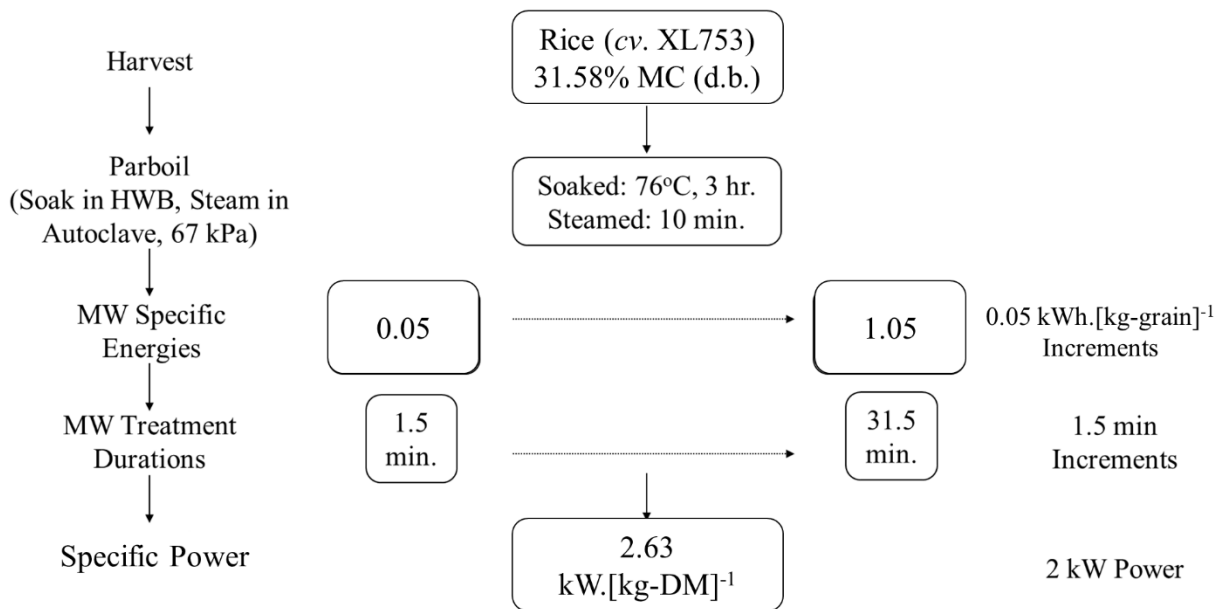 Harvest
Rice (cv. XL753)
31.58% MC (d.b.)
Parboil
(Soak in HWB, Steam in
Autoclave, 67 kPa)
Soaked: 76°C, 3 hr.
Steamed: 10 min.
MW Specific
Energies
0.05
1.05
0.05 kWh.[kg-grain]⁻¹
Increments
MW Treatment
Durations
1.5
min.
31.5
min.
1.5 min
Increments
Specific Power
2.63
kW.[kg-DM]⁻¹
2 kW Power